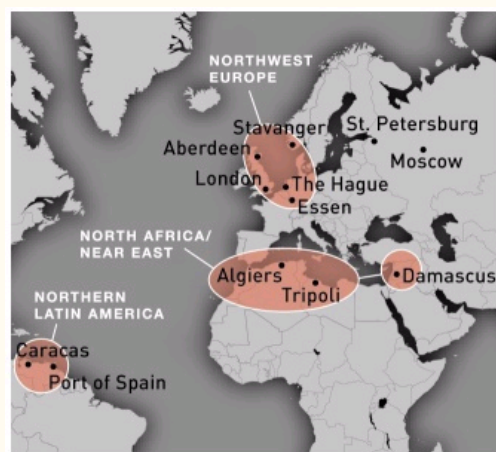 NORTHWEST
EUROPE
Stavanger
St. Petersburg
Aberdeen
Moscow
London
The Hague
Essen
NORTH AFRICA/
NEAR EAST
Algiers
Damascus
Tripoli
NORTHERN
LATIN AMERICA
Caracas
Port of Spain